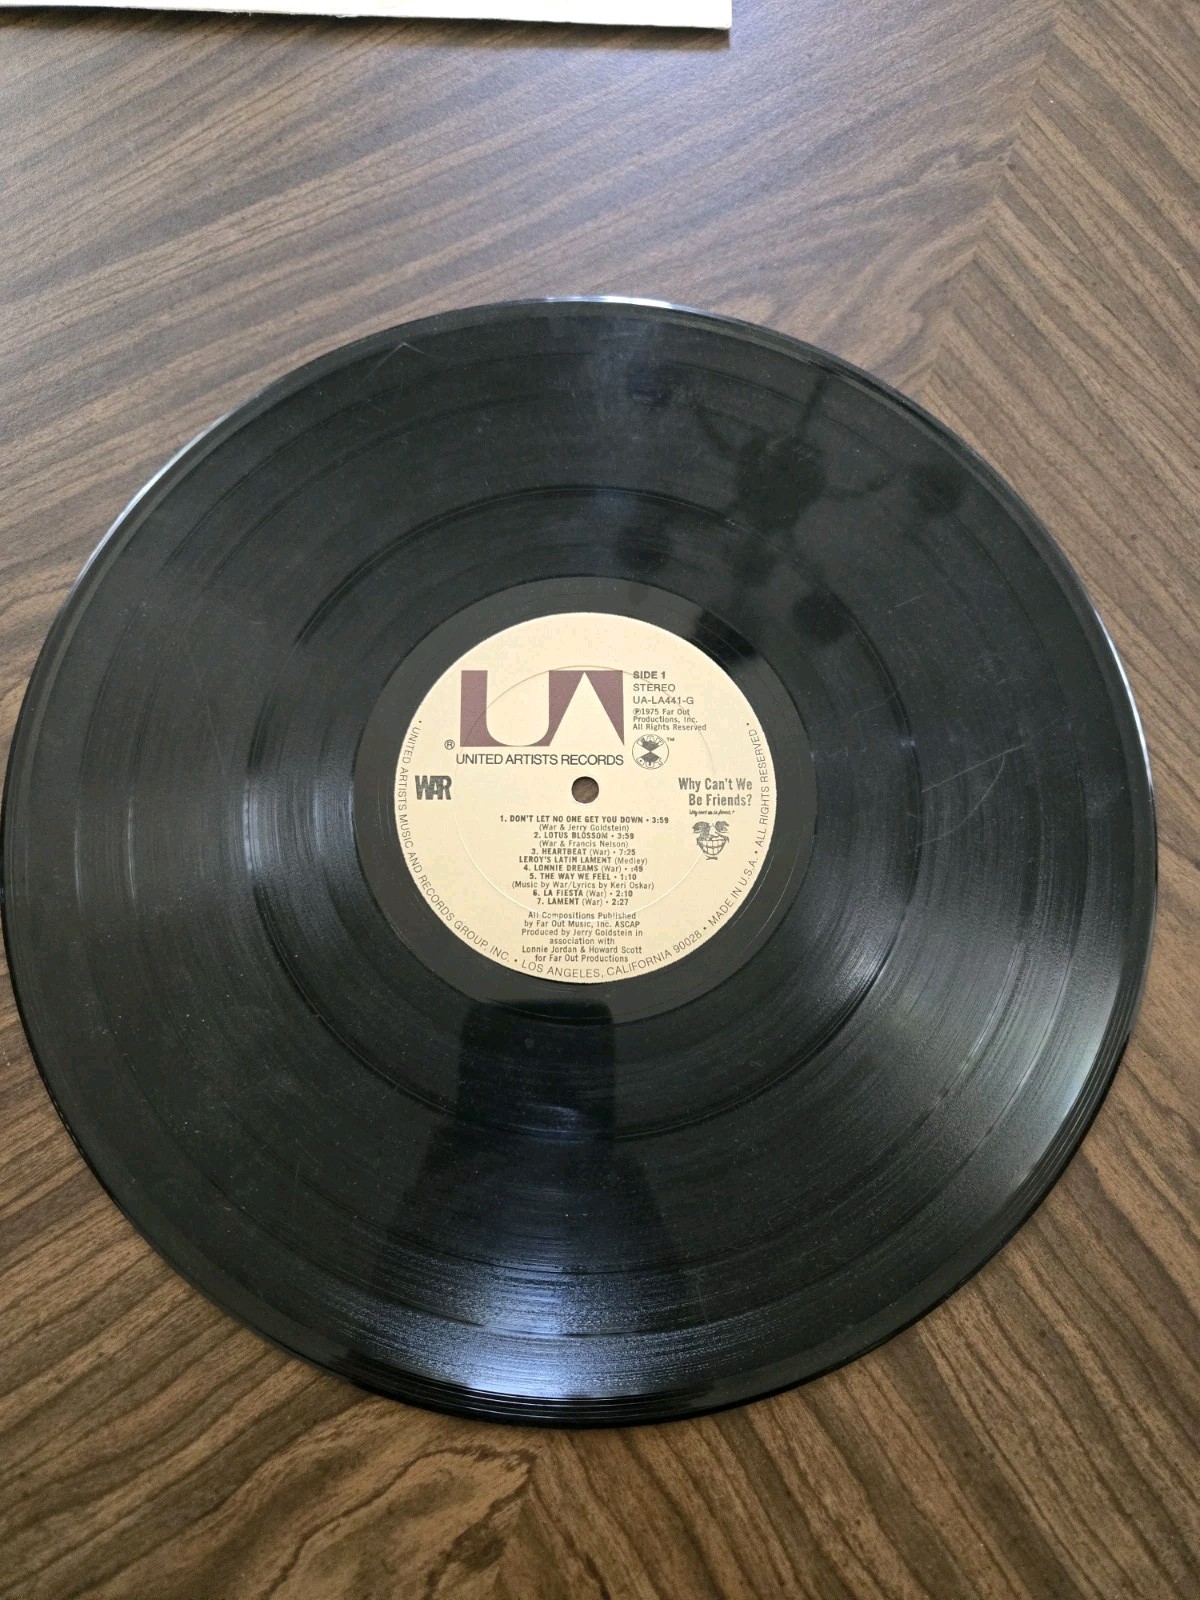 UA
SIDE 1
STEREO
UA-LA441-G
℗1975 Far Out
Productions, Inc.
All Rights Reserved
®
UNITED ARTISTS RECORDS
TM
WAR
Why Can't We
Be Friends?
1. DON'T LET NO ONE GET YOU DOWN • 3:59
(War & Jerry Goldstein)
2. LOTUS BLOSSOM • 3:59
(War & Francis Nelson)
3. HEARTBEAT (War) • 7:25
LEROY'S LATIN LAMENT (Medley)
4. LONNIE DREAMS (War) • :49
5. THE WAY WE FEEL • 1:10
(Music by War/Lyrics by Keri Oskar)
6. LA FIESTA (War) • 2:10
7. LAMENT (War) • 2:27
All Compositions Published
by Far Out Music, Inc. ASCAP
Produced by Jerry Goldstein in
association with
Lonnie Jordan & Howard Scott
for Far Out Productions
• UNITED ARTISTS MUSIC AND RECORDS GROUP, INC. • LOS ANGELES, CALIFORNIA 90028 • MADE IN U.S.A. • ALL RIGHTS RESERVED •